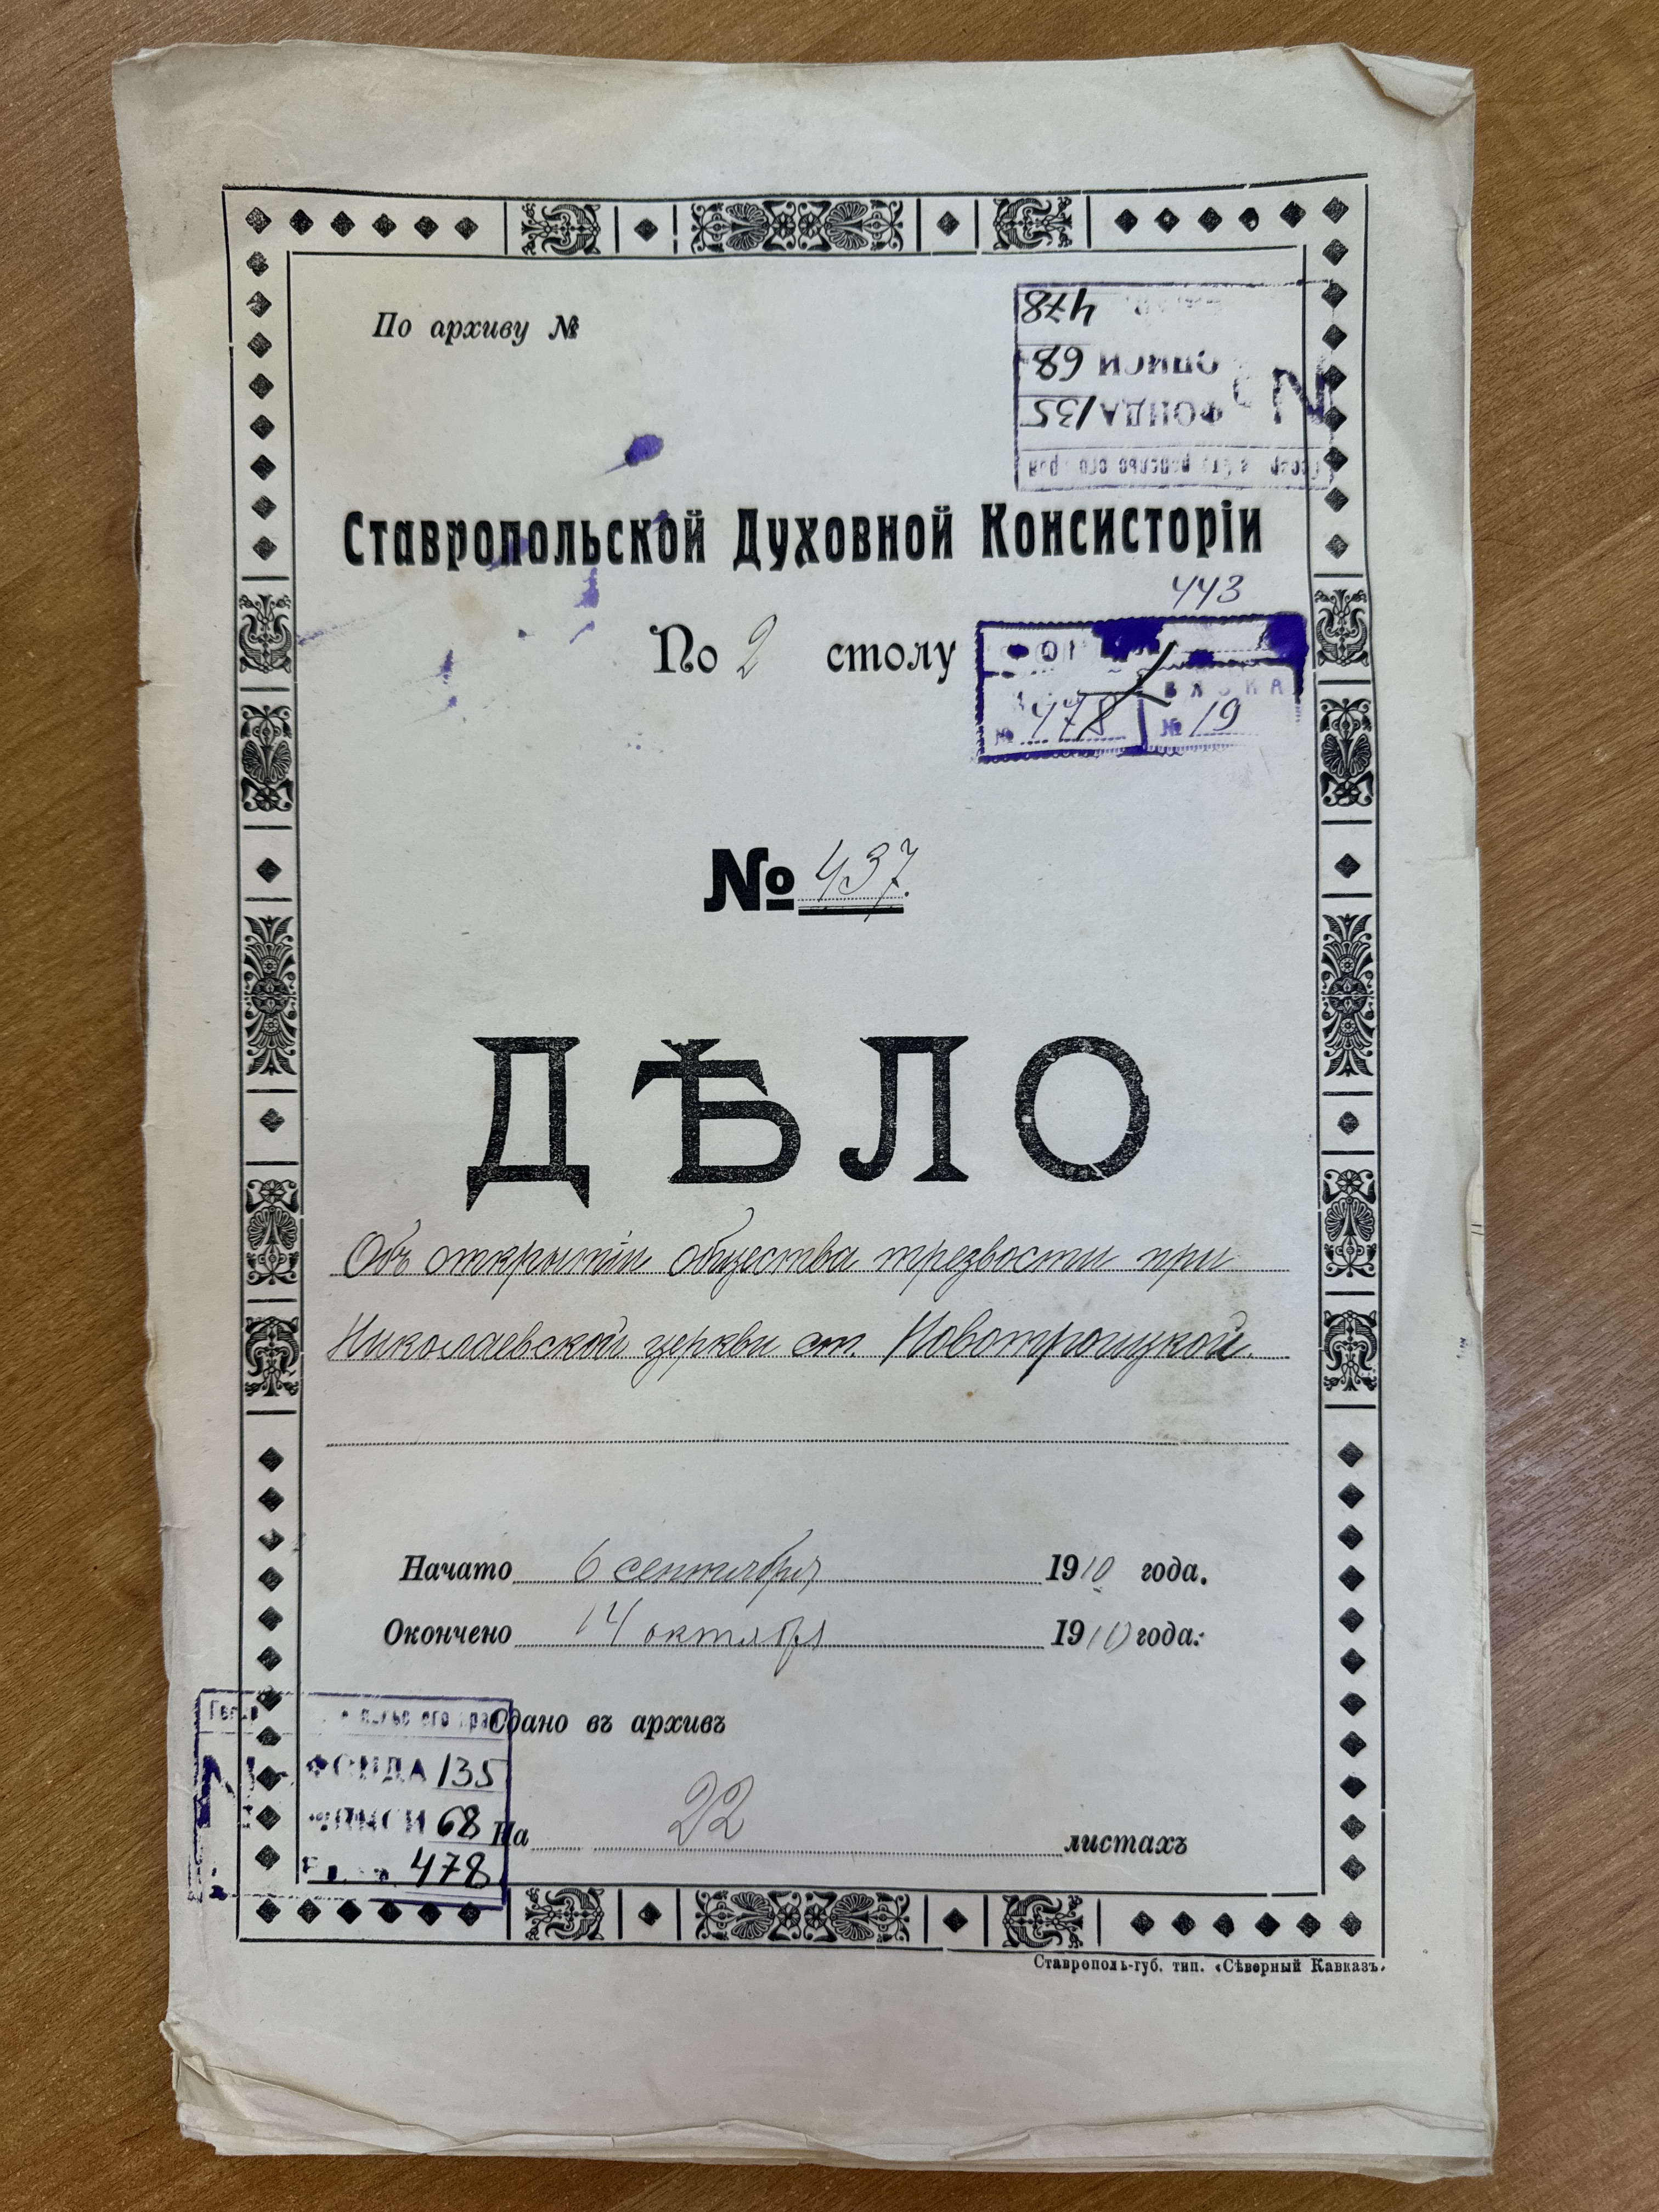 По архиву №
478
ОПИСИ 68
№ ФОНДА 135
Ставропольской Духовной Консисторіи
443
По 2 столу
№ 478 № 19
№ 437.
ДѢЛО
Объ открытіи общества трезвости при
Николаевской церкви ст. Новотроицкой.
Начато 6 сентября 1910 года.
Окончено 14 октября 1910 года.
Сдано въ архивъ
ФОНДА 135
ОПИСИ 68
478
На 22 листахъ
Ставрополь-губ. тип. «Сѣверный Кавказъ»